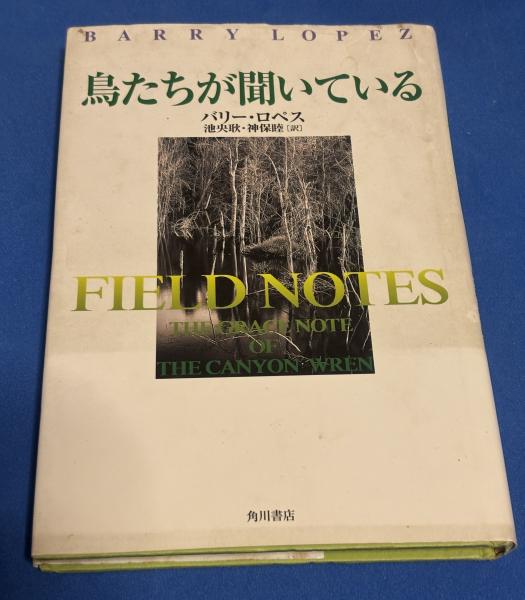 BARRY LOPEZ
鳥たちが聞いている
バリー・ロペス
池央耿・神保睦[訳]
FIELD NOTES
THE GRACE NOTE
OF
THE CANYON WREN
角川書店